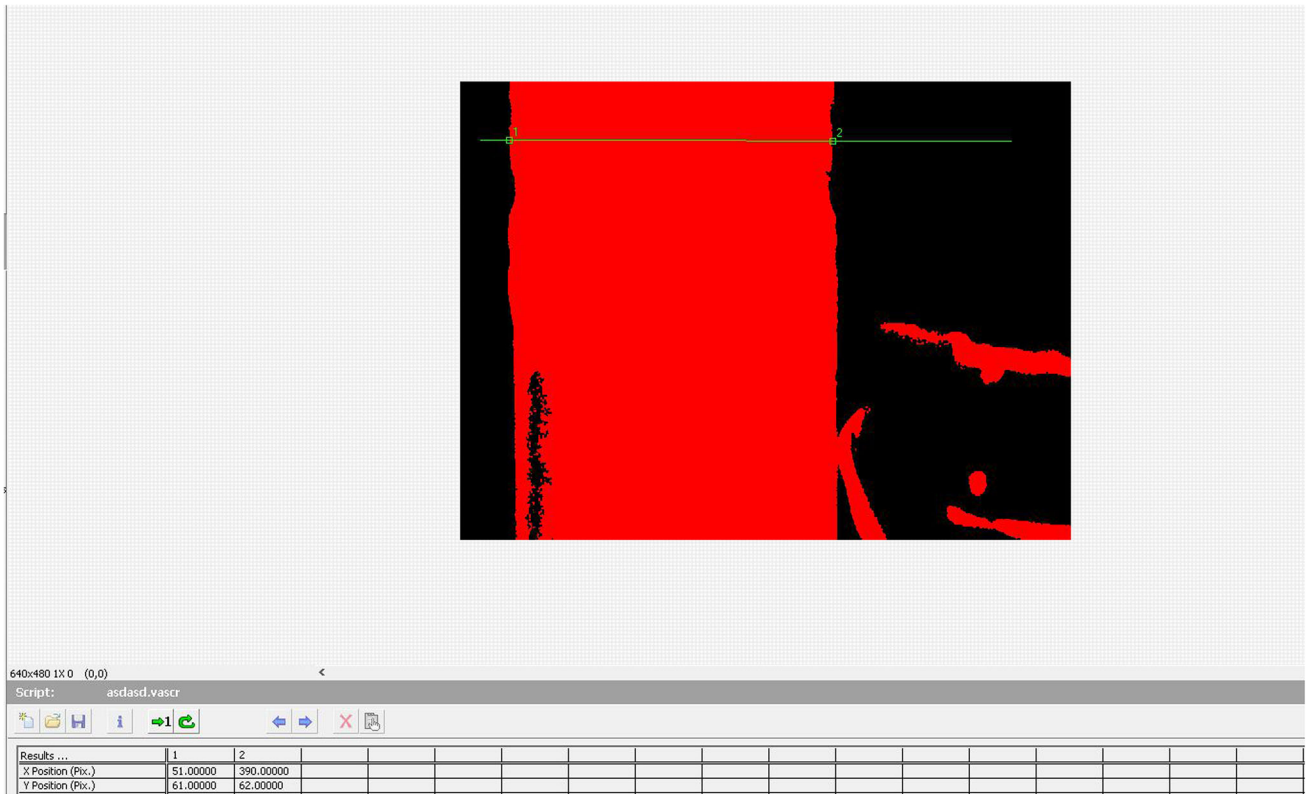 1 2
640x480 1X 0 (0,0) <
Script: asdasd.vascr
1
Results ... 1 2
X Position (Pix.) 51.00000 390.00000
Y Position (Pix.) 61.00000 62.00000